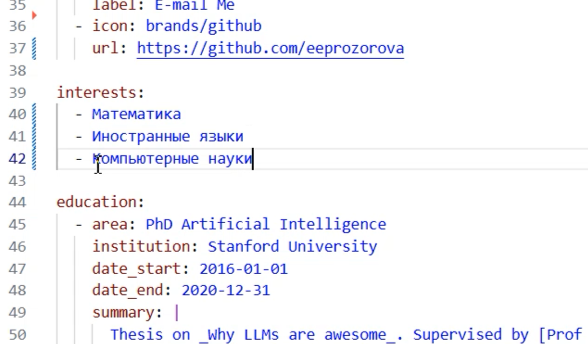 35 label: E-mail Me
36 - icon: brands/github
37 url: https://github.com/eeprozorova
38
39 interests:
40 - Математика
41 - Иностранные языки
42 - Компьютерные науки
43
44 education:
45 - area: PhD Artificial Intelligence
46 institution: Stanford University
47 date_start: 2016-01-01
48 date_end: 2020-12-31
49 summary: |
50 Thesis on _Why LLMs are awesome_. Supervised by [Prof